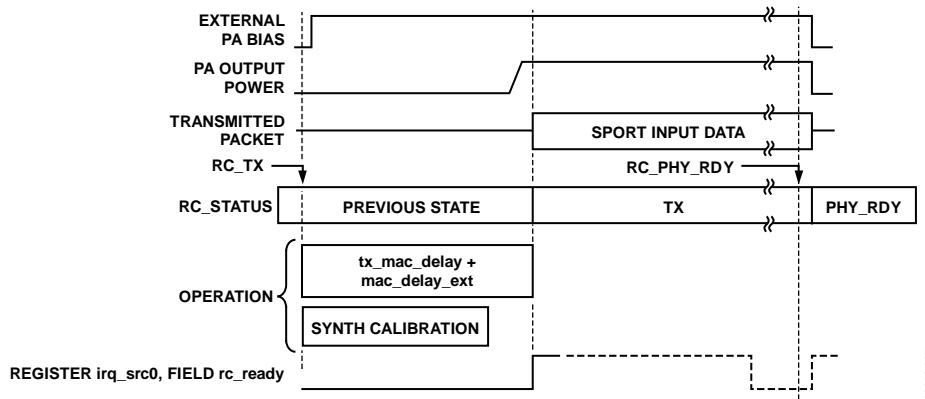 EXTERNAL
PA BIAS
PA OUTPUT
POWER
TRANSMITTED
PACKET
SPORT INPUT DATA
RC_TX
RC_PHY_RDY
RC_STATUS
PREVIOUS STATE
TX
PHY_RDY
tx_mac_delay +
mac_delay_ext
OPERATION
SYNTH CALIBRATION
REGISTER irq_src0, FIELD rc_ready